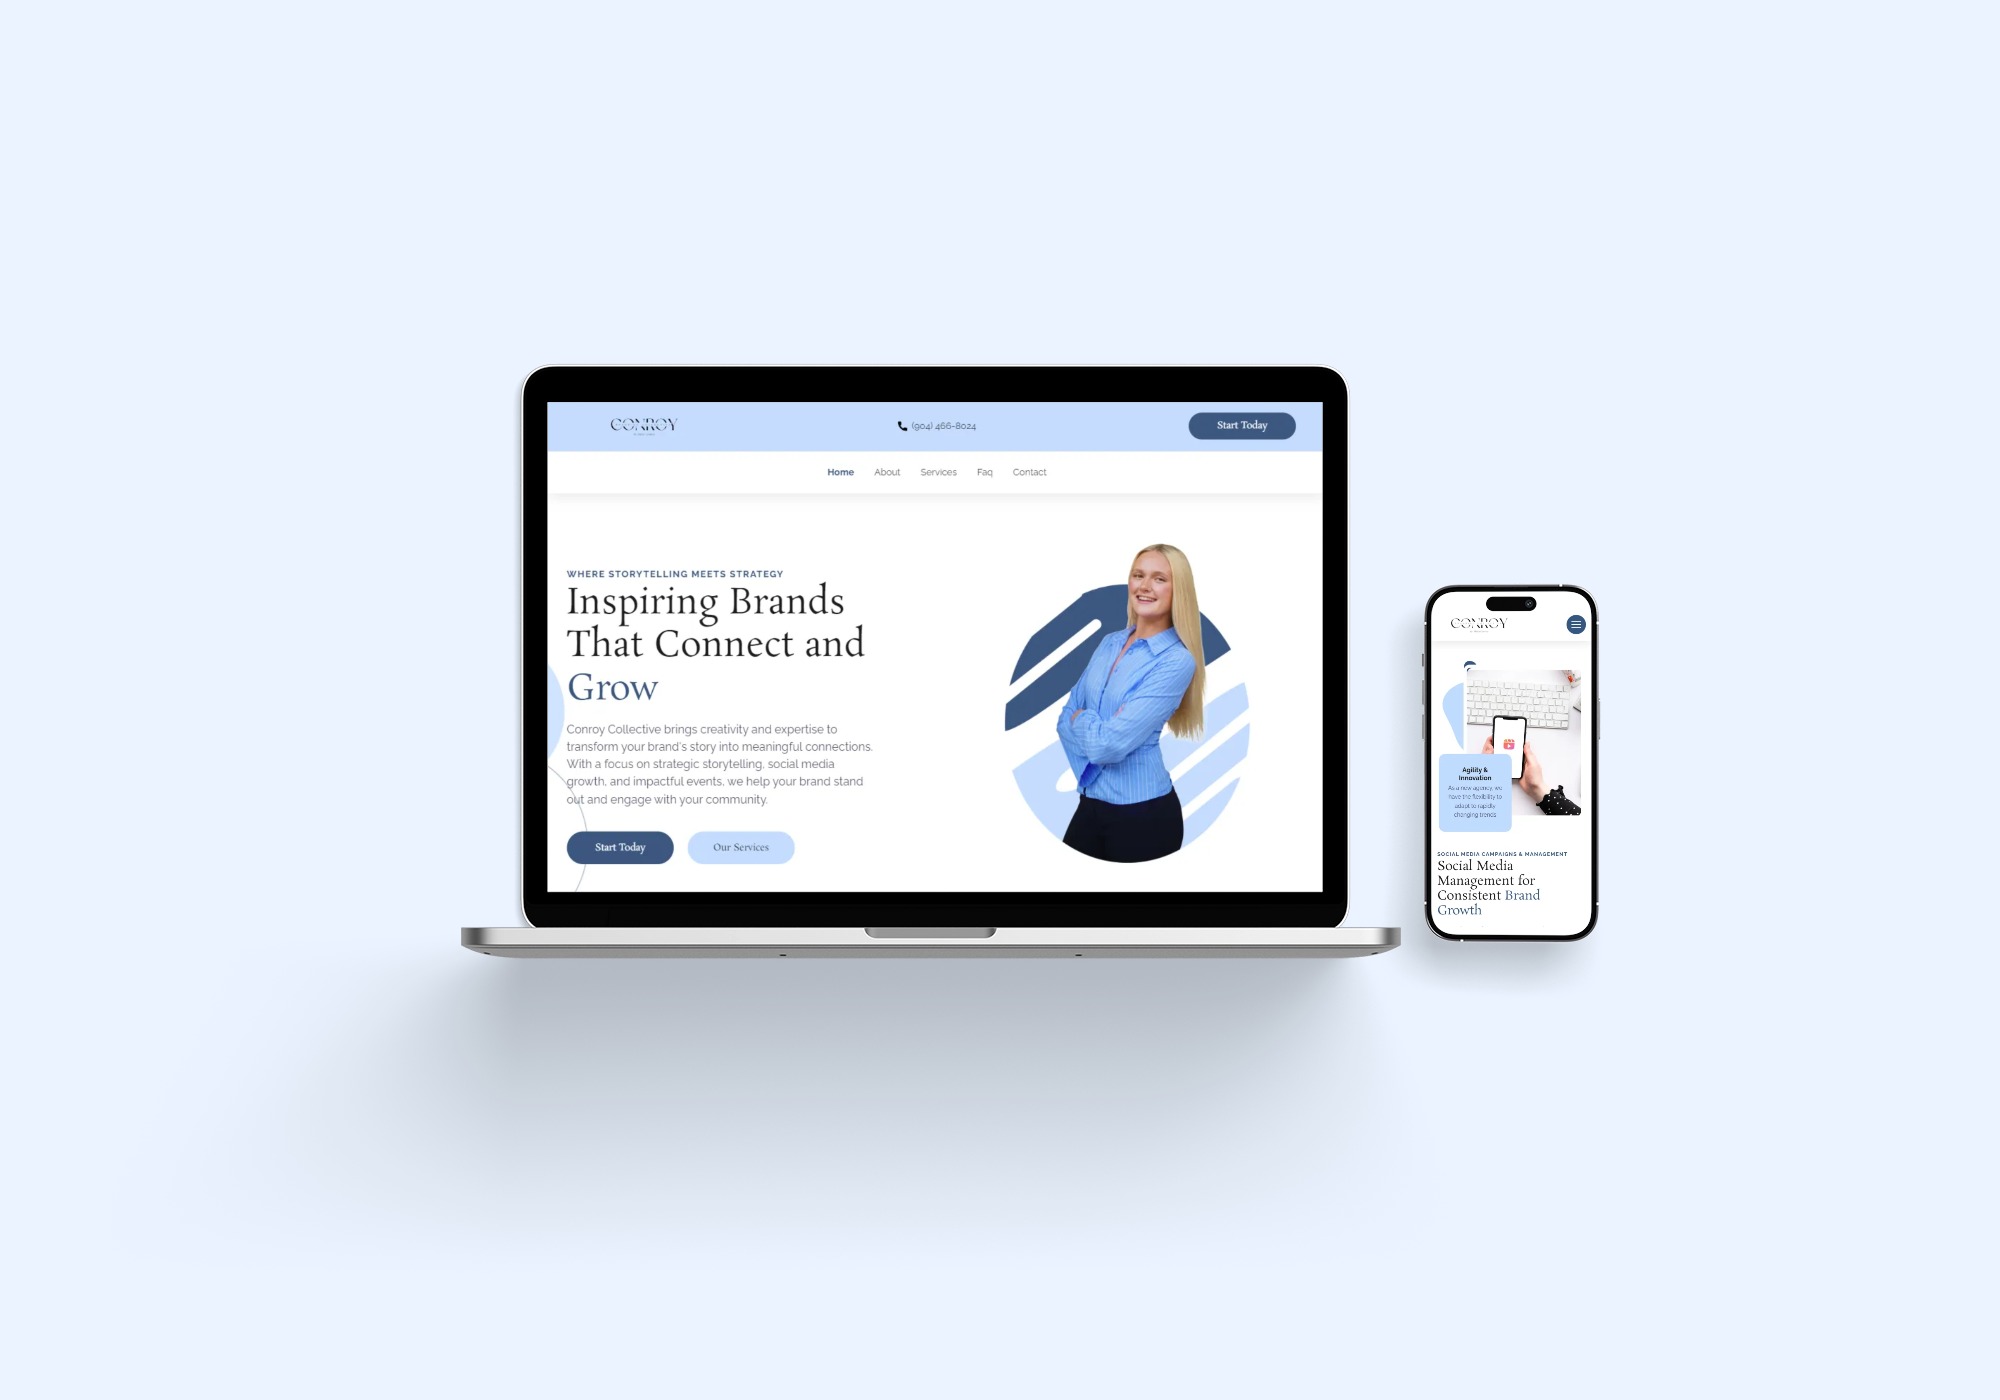 CONROY
(904) 466-8024
Start Today
Home About Services Faq Contact
WHERE STORYTELLING MEETS STRATEGY
Inspiring Brands
That Connect and
Grow
Conroy Collective brings creativity and expertise to
transform your brand's story into meaningful connections.
With a focus on strategic storytelling, social media
growth, and impactful events, we help your brand stand
out and engage with your community.
Start Today
Our Services
CONROY
Agility &
Innovation
As a new agency, we
have the flexibility to
adapt to rapidly
changing trends
SOCIAL MEDIA CAMPAIGNS & MANAGEMENT
Social Media
Management for
Consistent Brand
Growth